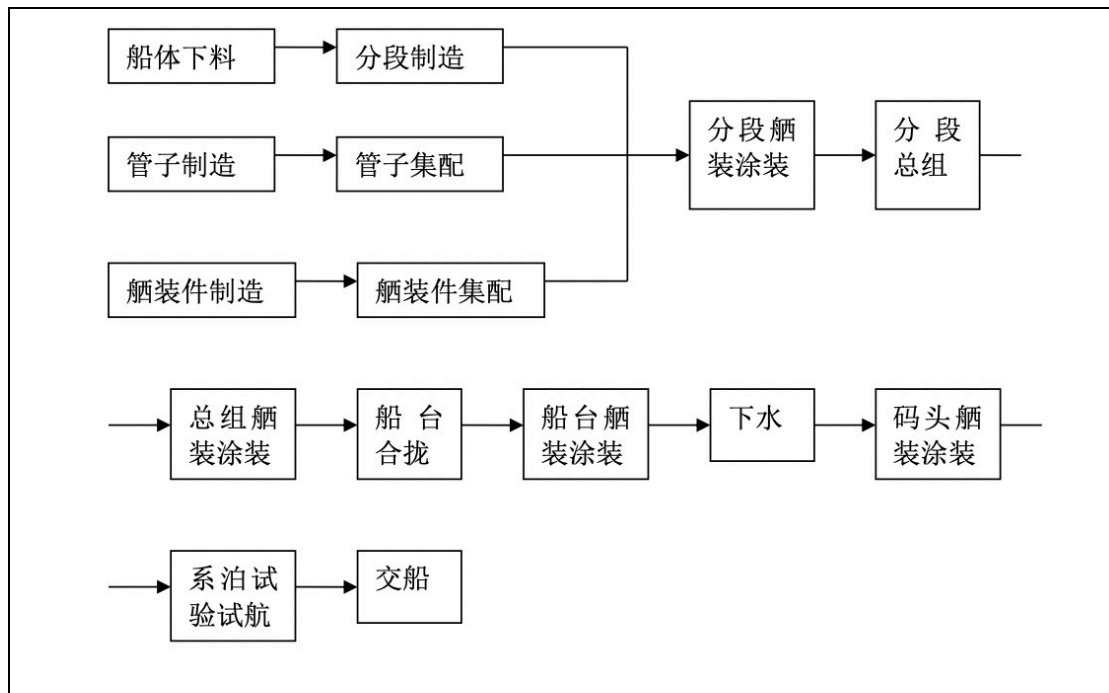 船体下料
分段制造
管子制造
管子集配
舾装件制造
舾装件集配
分段舾
装涂装
分段
总组
总组舾
装涂装
船台
合拢
船台舾
装涂装
下水
码头舾
装涂装
系泊试
验试航
交船